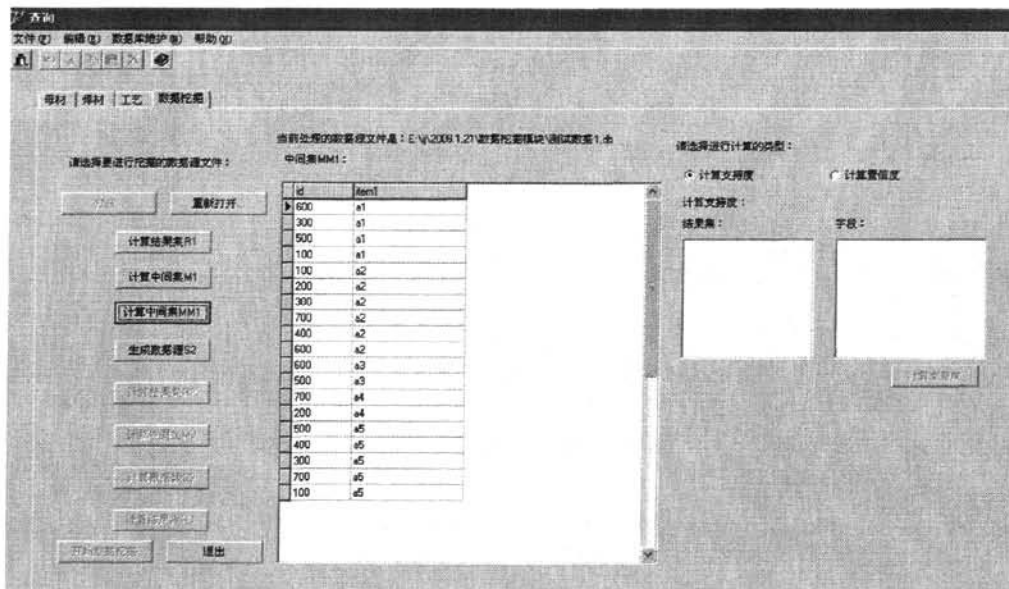 查询
文件(F) 编辑(E) 数据库维护(W) 帮助(O)
母材 焊材 工艺 数据挖掘
请选择要进行挖掘的数据源文件：
重新打开
计算结果集R1
计算中间集M1
计算中间集MM1
生成数据源S2
退出
当前处理的数据源文件是：E:\lj\2009.1.21\数据挖掘模块\测试数据1.db
中间集MM1：
id item1
600 a1
300 a1
500 a1
100 a1
100 a2
200 a2
300 a2
700 a2
400 a2
600 a2
600 a3
500 a3
700 a4
200 a4
500 a5
400 a5
300 a5
700 a5
100 a5
请选择进行计算的类型：
计算支持度 计算置信度
计算支持度：
结果集： 字段：
计算支持度